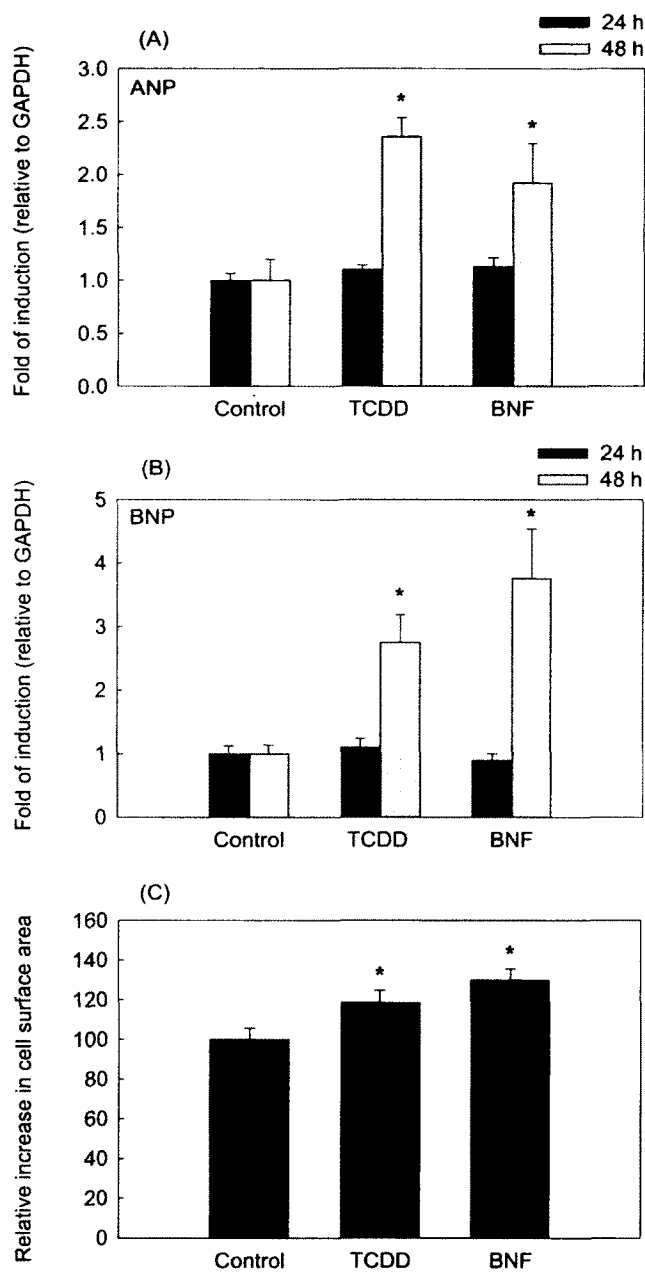 (A)
24 h
48 h
ANP
Fold of induction (relative to GAPDH)
3.0
2.5
2.0
1.5
1.0
0.5
0.0
*
*
Control
TCDD
BNF
(B)
24 h
48 h
BNP
Fold of induction (relative to GAPDH)
5
4
3
2
1
0
*
*
Control
TCDD
BNF
(C)
Relative increase in cell surface area
160
140
120
100
80
60
40
20
0
*
*
Control
TCDD
BNF